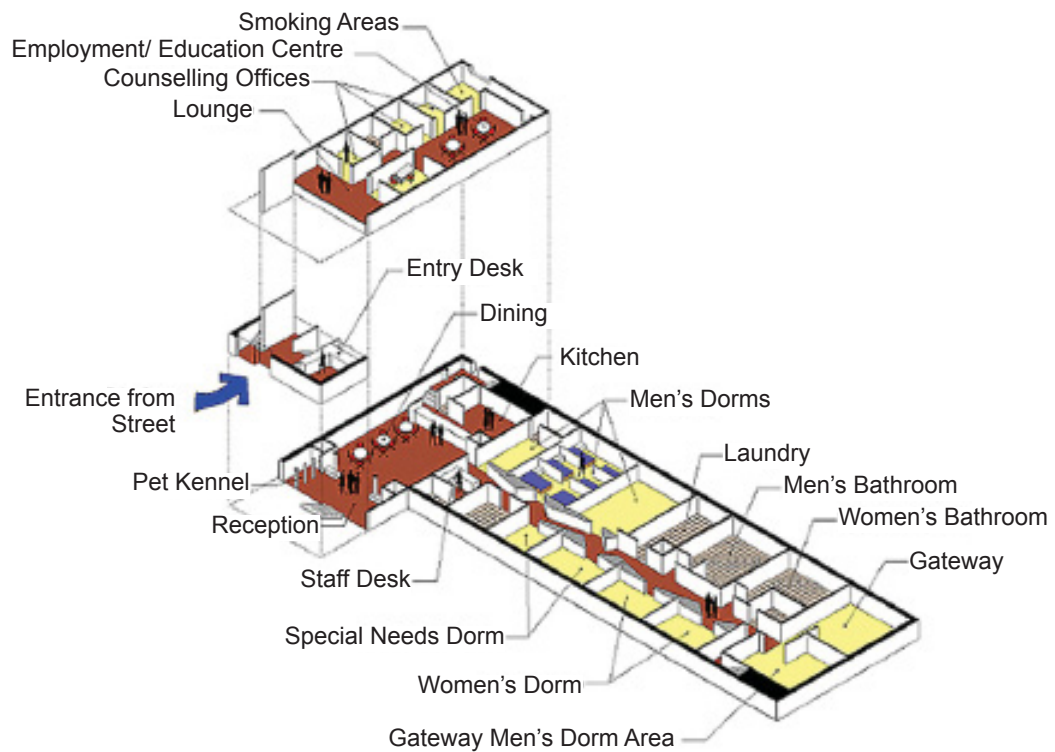 Smoking Areas
Employment/ Education Centre
Counselling Offices
Lounge
Entry Desk
Dining
Kitchen
Entrance from
Street
Men's Dorms
Laundry
Pet Kennel
Men's Bathroom
Reception
Women's Bathroom
Gateway
Staff Desk
Special Needs Dorm
Women's Dorm
Gateway Men's Dorm Area